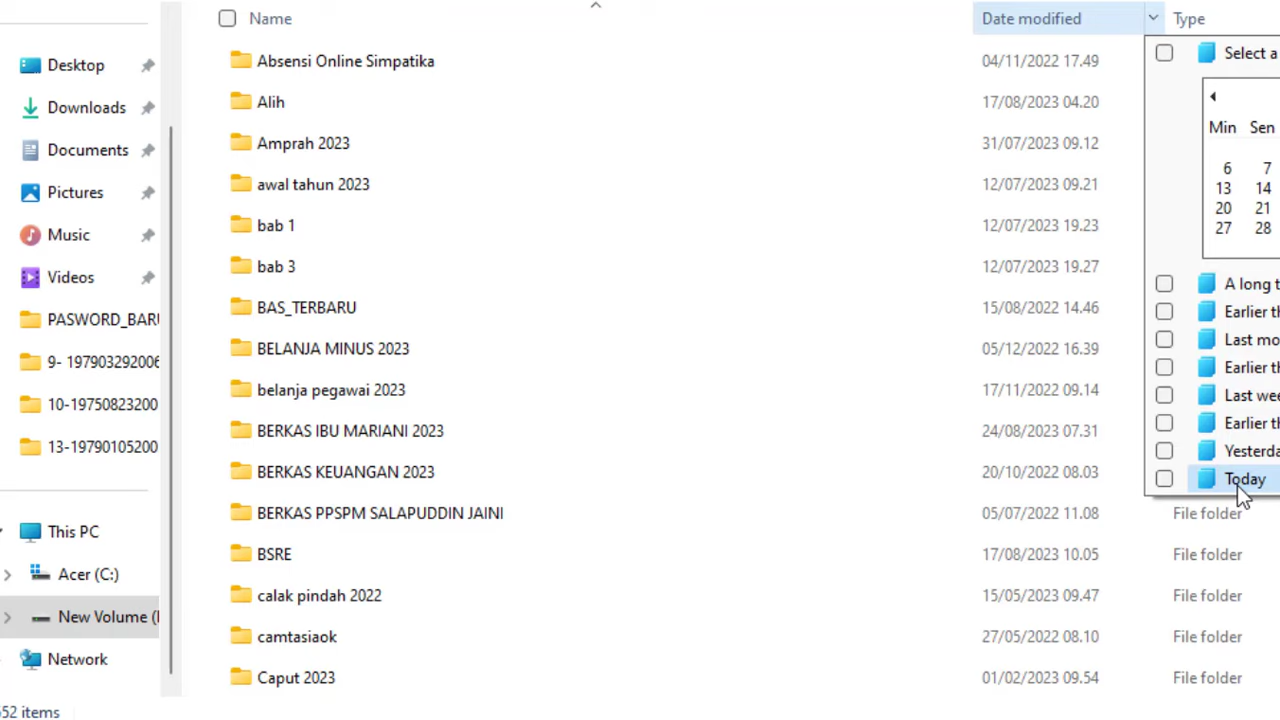 Name
Date modified
Type
Desktop
Downloads
Documents
Pictures
Music
Videos
PASWORD_BARU
9- 197903292006
10-19750823200
13-19790105200
This PC
Acer (C:)
New Volume (
Network
652 items
Absensi Online Simpatika 04/11/2022 17.49
Alih 17/08/2023 04.20
Amprah 2023 31/07/2023 09.12
awal tahun 2023 12/07/2023 09.21
bab 1 12/07/2023 19.23
bab 3 12/07/2023 19.27
BAS_TERBARU 15/08/2022 14.46
BELANJA MINUS 2023 05/12/2022 16.39
belanja pegawai 2023 17/11/2022 09.14
BERKAS IBU MARIANI 2023 24/08/2023 07.31
BERKAS KEUANGAN 2023 20/10/2022 08.03
BERKAS PPSPM SALAPUDDIN JAINI 05/07/2022 11.08 File folder
BSRE 17/08/2023 10.05 File folder
calak pindah 2022 15/05/2023 09.47 File folder
camtasiaok 27/05/2022 08.10 File folder
Caput 2023 01/02/2023 09.54 File folder
Select a
Min Sen
6 7
13 14
20 21
27 28
A long t
Earlier th
Last mo
Earlier th
Last wee
Earlier th
Yesterda
Today